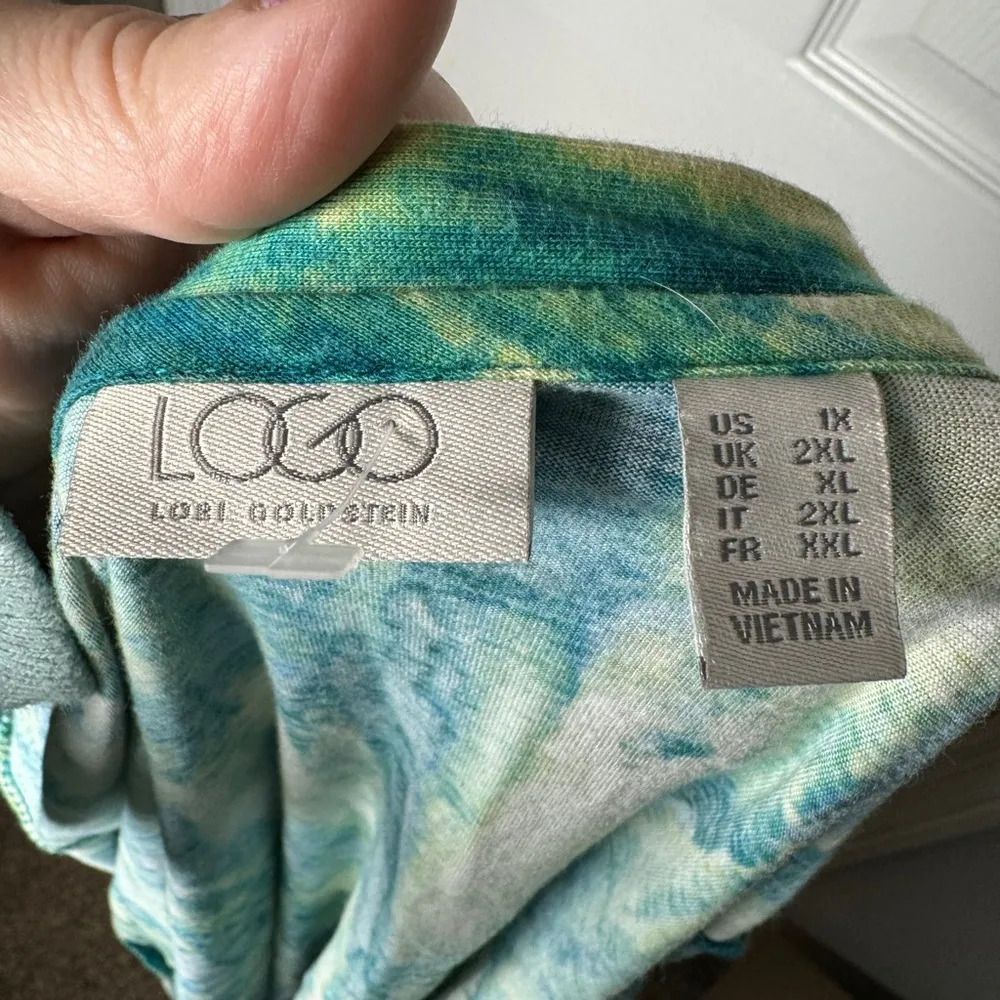 LOGO
LORI GOLDSTEIN
US 1X
UK 2XL
DE XL
IT 2XL
FR XXL
MADE IN
VIETNAM